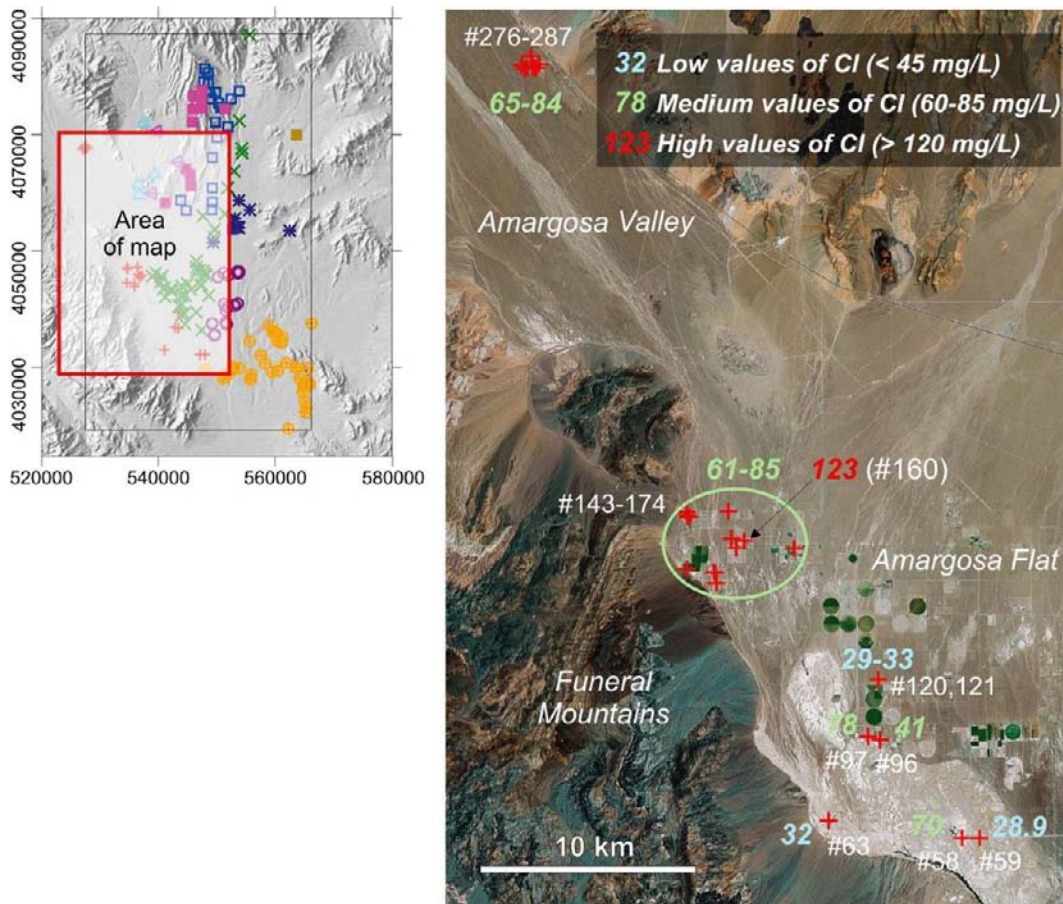 4090000
4070000
4050000
4030000
520000
540000
560000
580000
Area
of map
#276-287
65-84
32 Low values of Cl (< 45 mg/L)
78 Medium values of Cl (60-85 mg/L)
123 High values of Cl (> 120 mg/L)
Amargosa Valley
61-85
123 (#160)
#143-174
Amargosa Flat
29-33
#120,121
Funeral
Mountains
78
41
#97
#96
32
#63
70
28.9
#58
#59
10 km